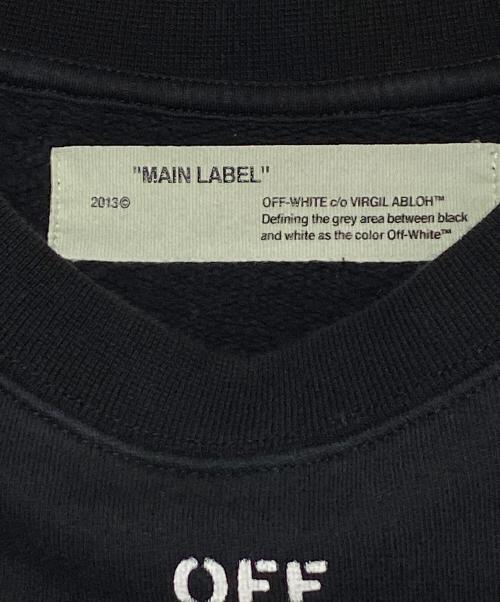 "MAIN LABEL"
2013©
OFF-WHITE c/o VIRGIL ABLOH™
Defining the grey area between black
and white as the color Off-White™
OFF